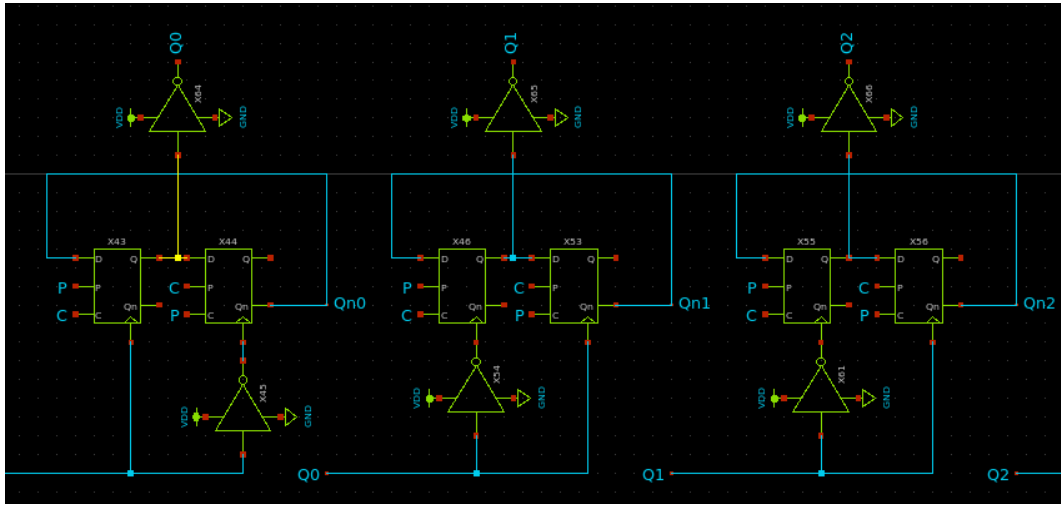 Q0 Q1 Q2
X64 X65 X66
VDD GND VDD GND VDD GND
X43 X44 X46 X53 X55 X56
D Q D Q D Q D Q D Q D Q
P P C P P P C P P P C P
C C P C C C P C C C P C
Qn Qn Qn0 Qn Qn Qn1 Qn Qn Qn2
X45 X54 X61
VDD GND VDD GND VDD GND
Q0 Q1 Q2